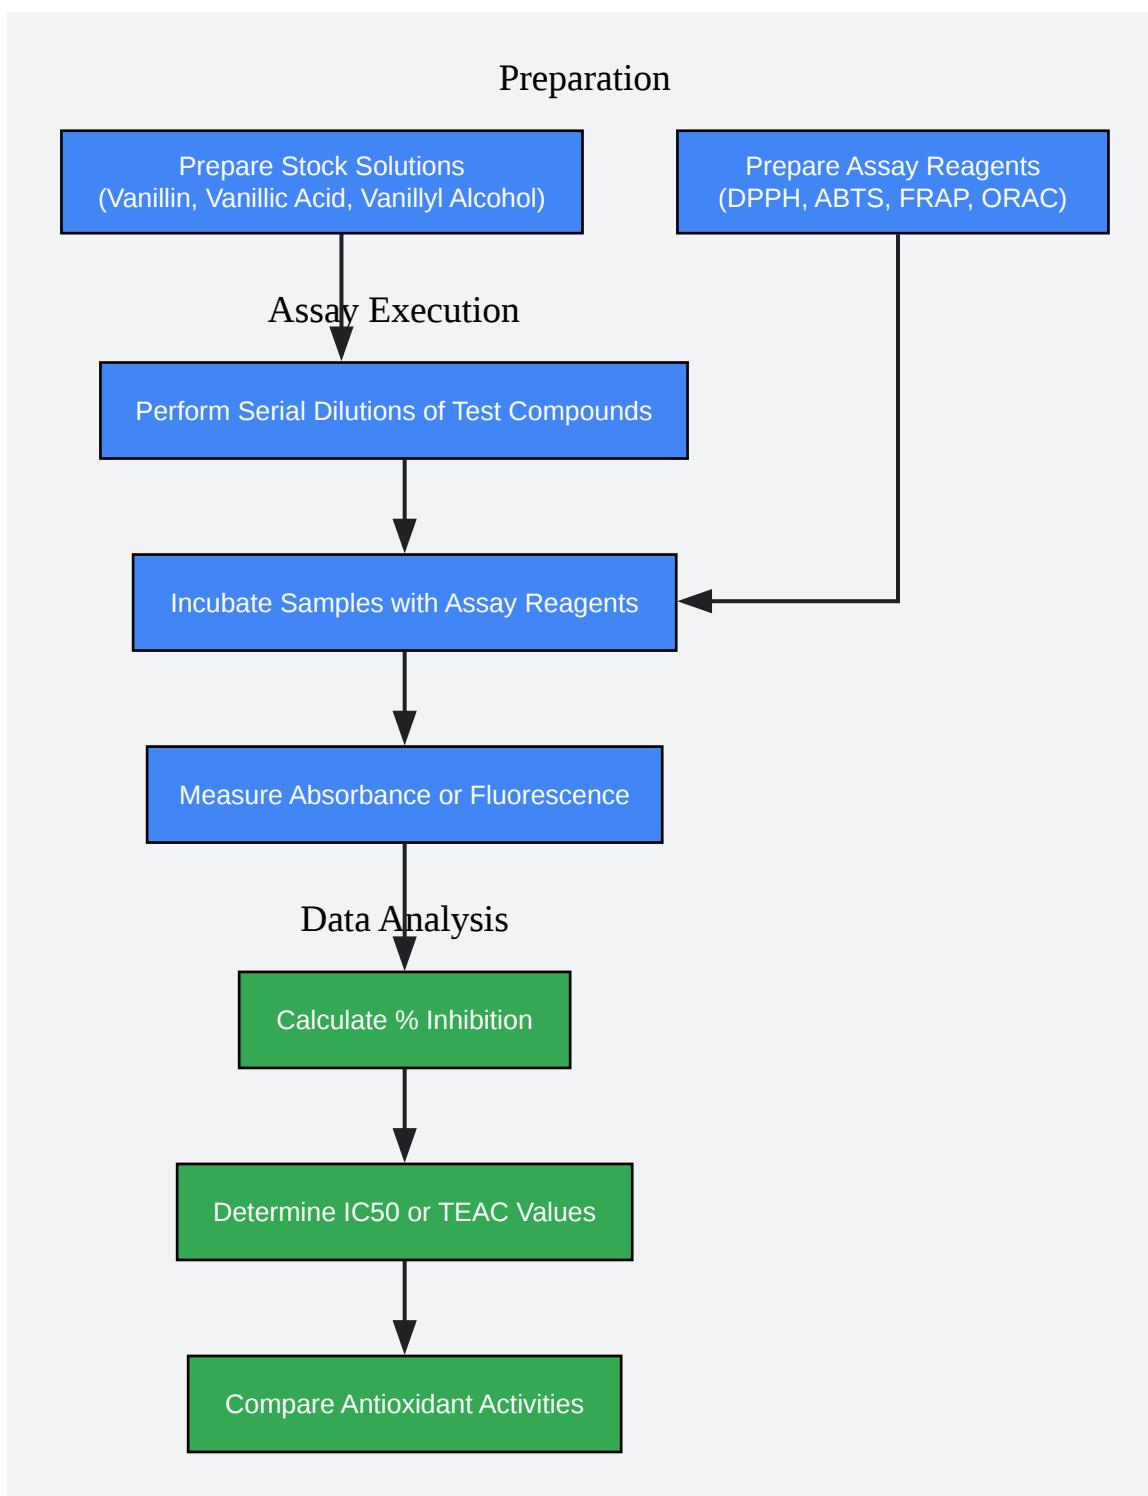 Preparation
Prepare Stock Solutions
(Vanillin, Vanillic Acid, Vanillyl Alcohol)
Prepare Assay Reagents
(DPPH, ABTS, FRAP, ORAC)
Assay Execution
Perform Serial Dilutions of Test Compounds
Incubate Samples with Assay Reagents
Measure Absorbance or Fluorescence
Data Analysis
Calculate % Inhibition
Determine IC50 or TEAC Values
Compare Antioxidant Activities